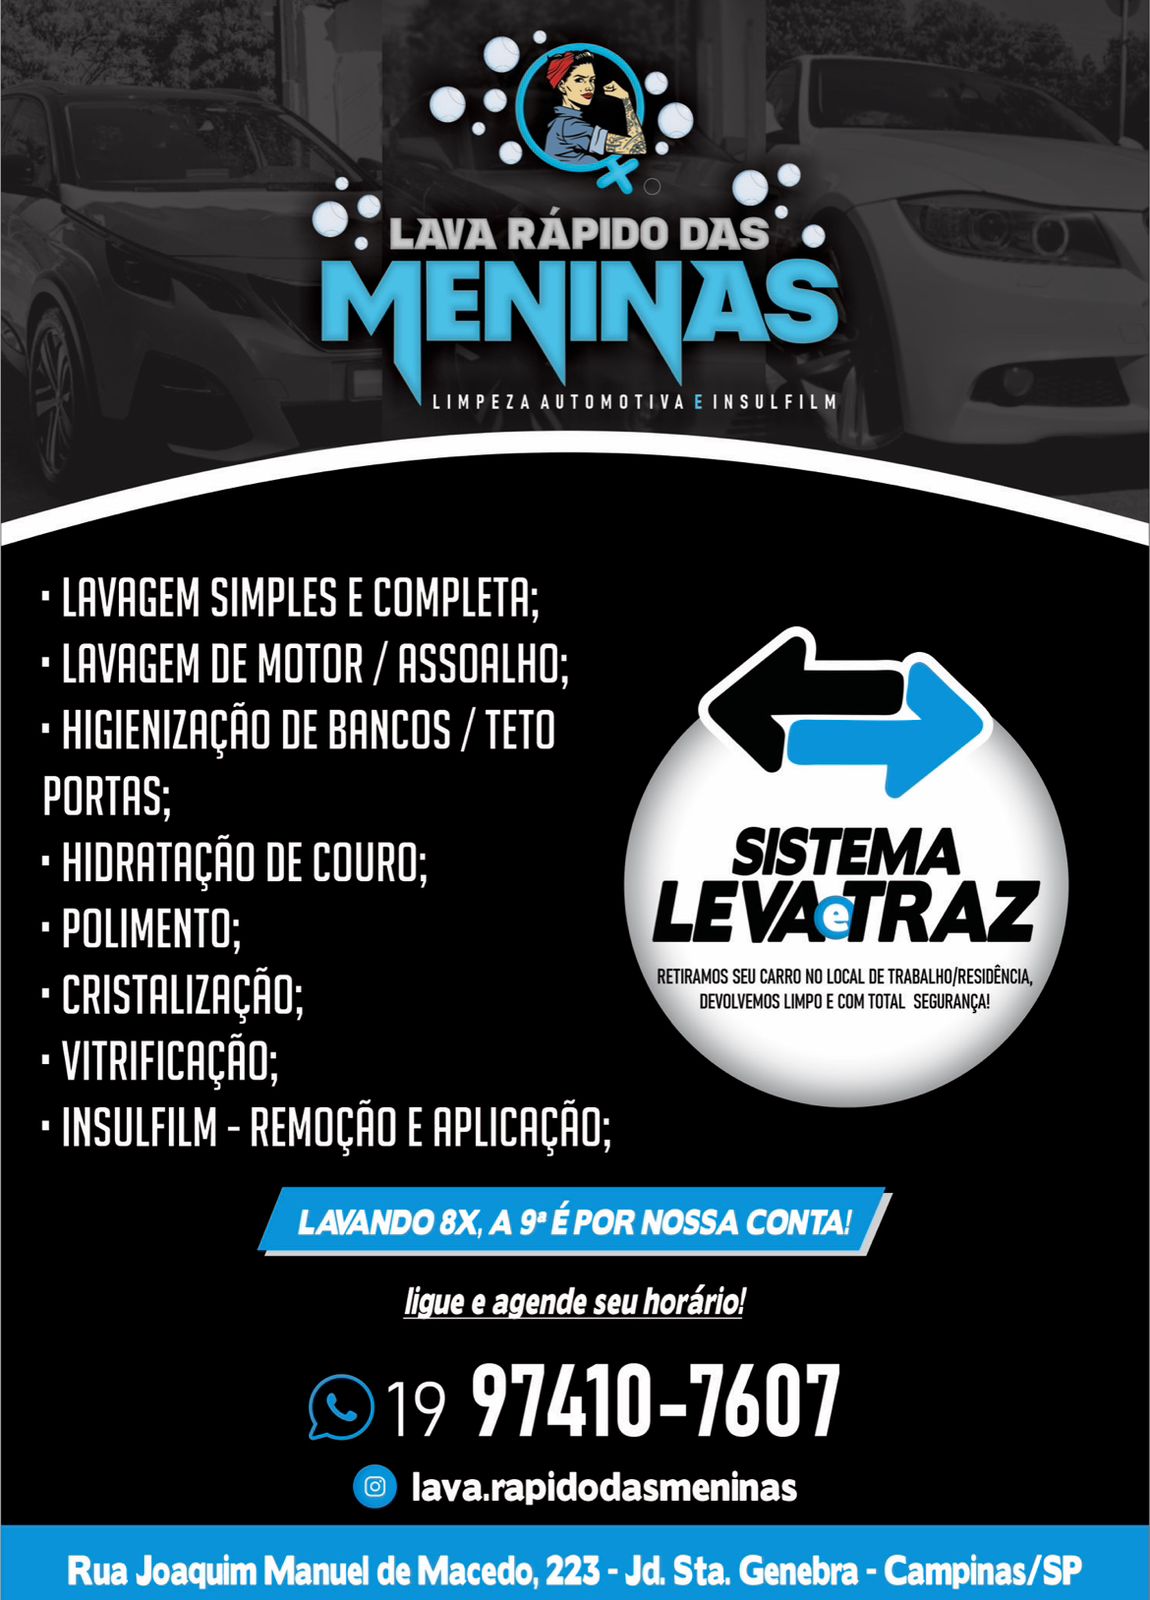 LAVA RÁPIDO DAS
MENINAS
LIMPEZA AUTOMOTIVA E INSULFILM
· LAVAGEM SIMPLES E COMPLETA;
· LAVAGEM DE MOTOR / ASSOALHO;
· HIGIENIZAÇÃO DE BANCOS / TETO
PORTAS;
· HIDRATAÇÃO DE COURO;
· POLIMENTO;
· CRISTALIZAÇÃO;
· VITRIFICAÇÃO;
· INSULFILM - REMOÇÃO E APLICAÇÃO;
SISTEMA
LEVA e TRAZ
RETIRAMOS SEU CARRO NO LOCAL DE TRABALHO/RESIDÊNCIA,
DEVOLVEMOS LIMPO E COM TOTAL SEGURANÇA!
LAVANDO 8X, A 9ª É POR NOSSA CONTA!
ligue e agende seu horário!
19 97410-7607
lava.rapidodasmeninas
Rua Joaquim Manuel de Macedo, 223 - Jd. Sta. Genebra - Campinas/SP